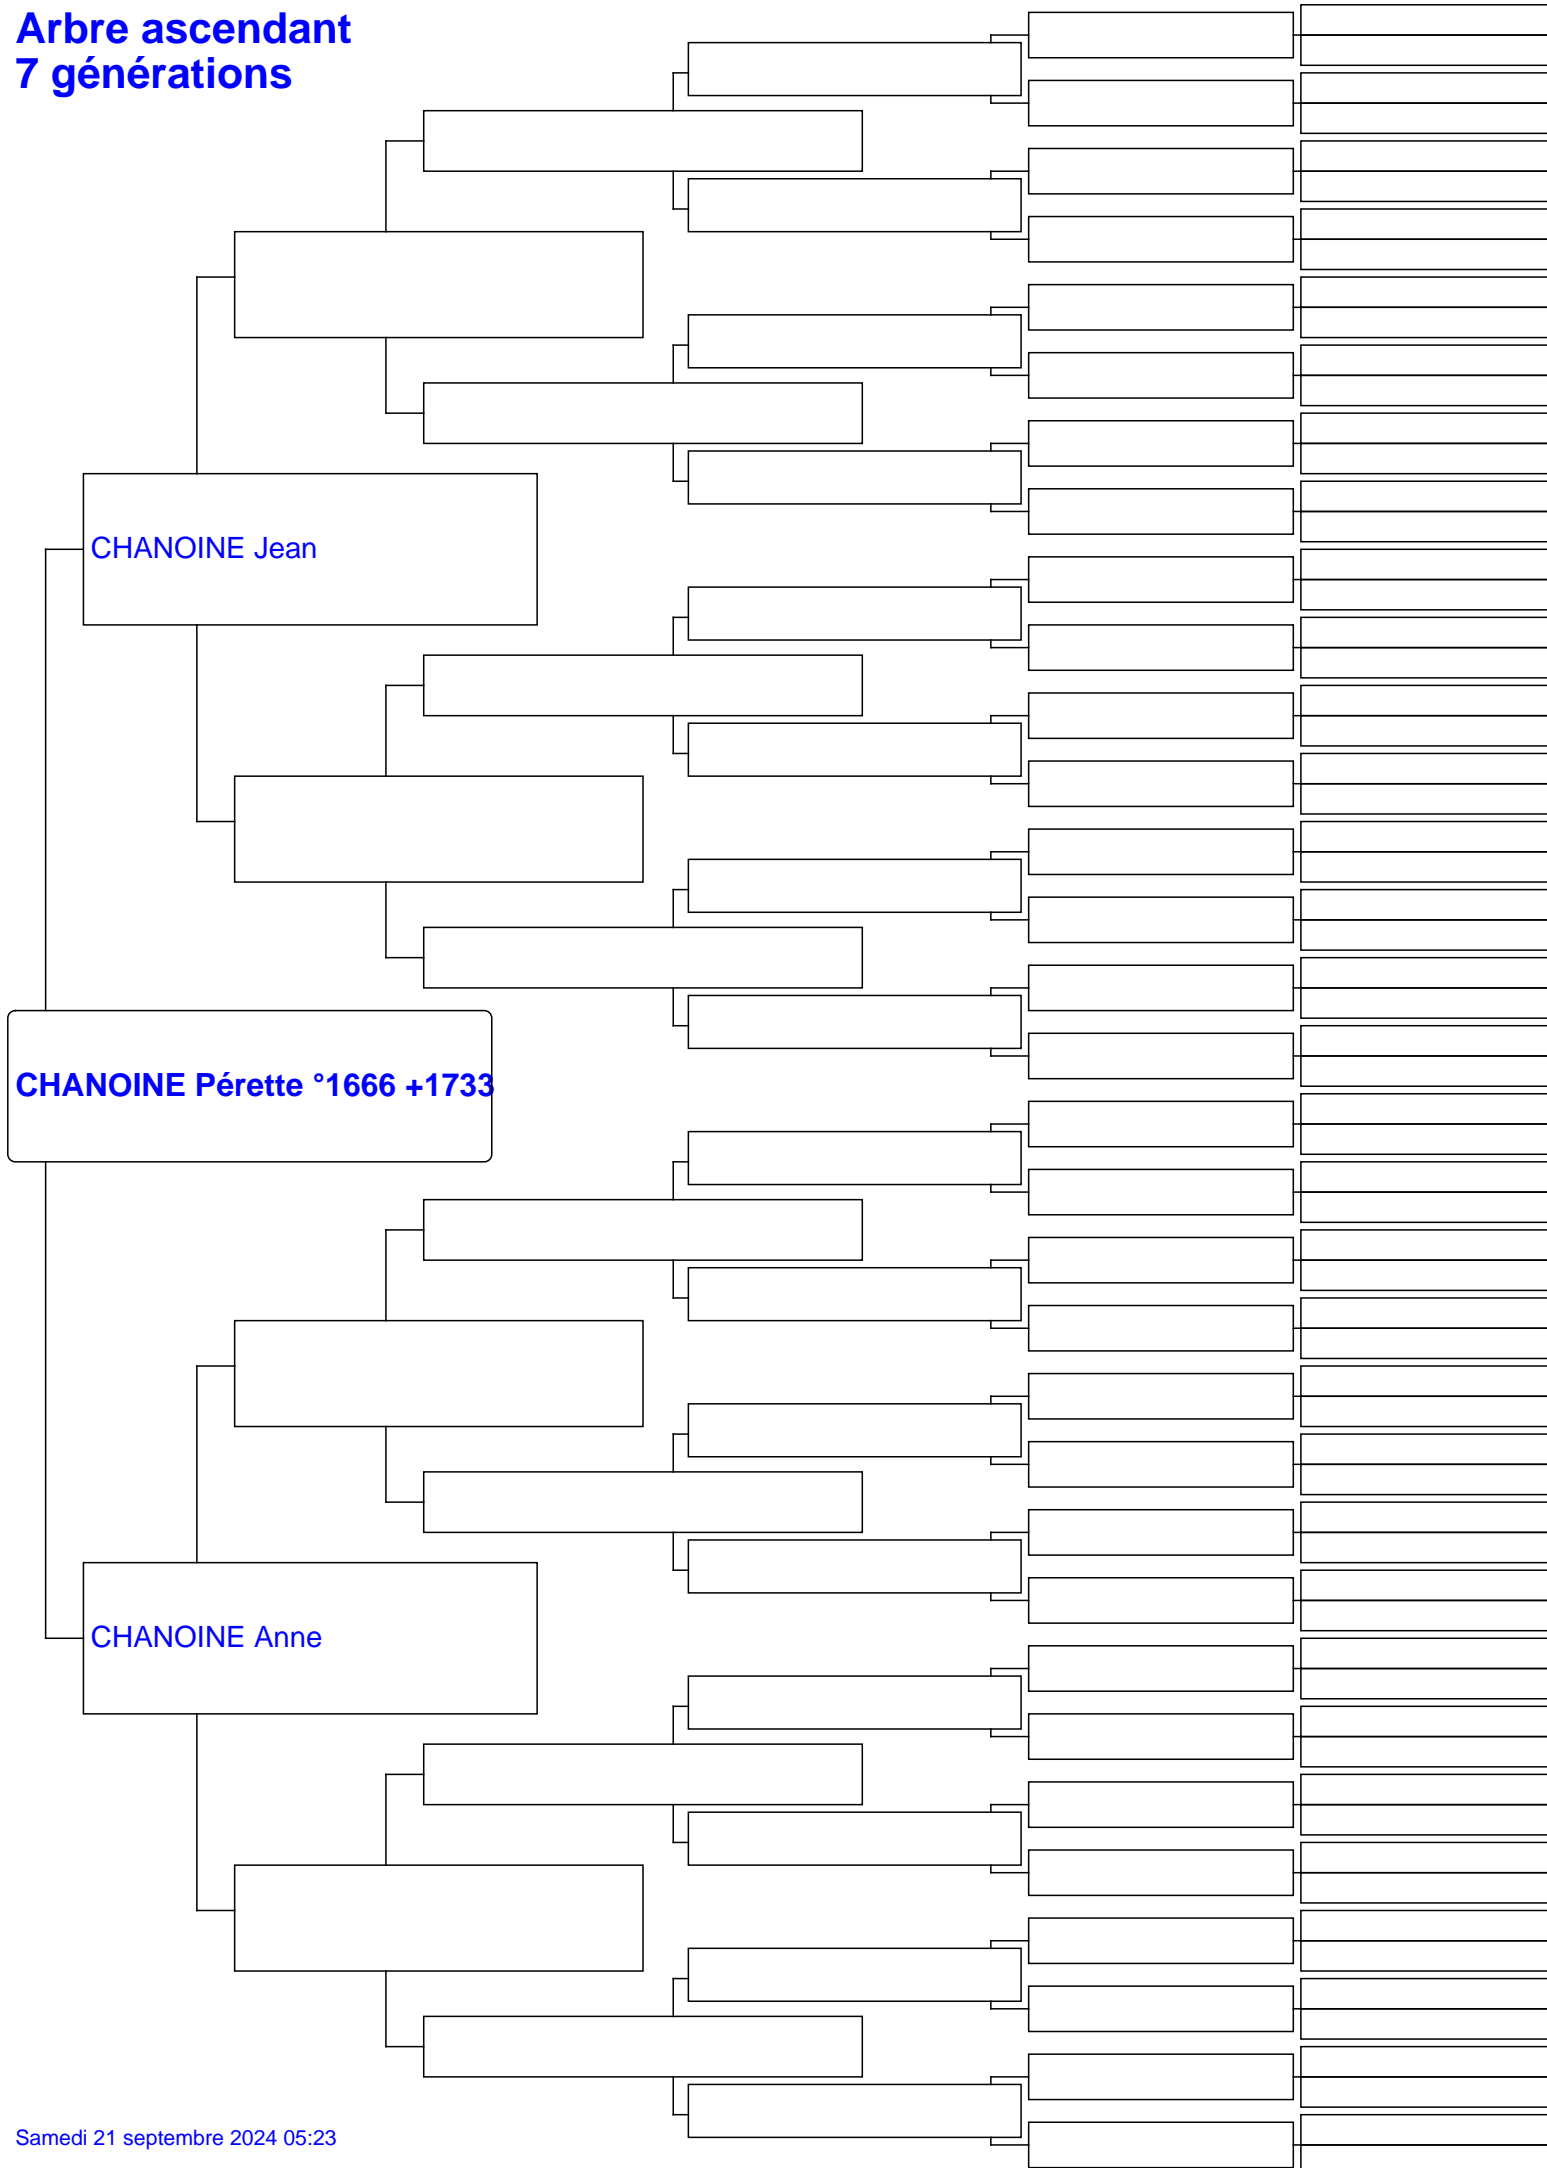 Arbre ascendant
7 générations
CHANOINE Jean
CHANOINE Pérette °1666 +1733
CHANOINE Anne
Samedi 21 septembre 2024 05:23